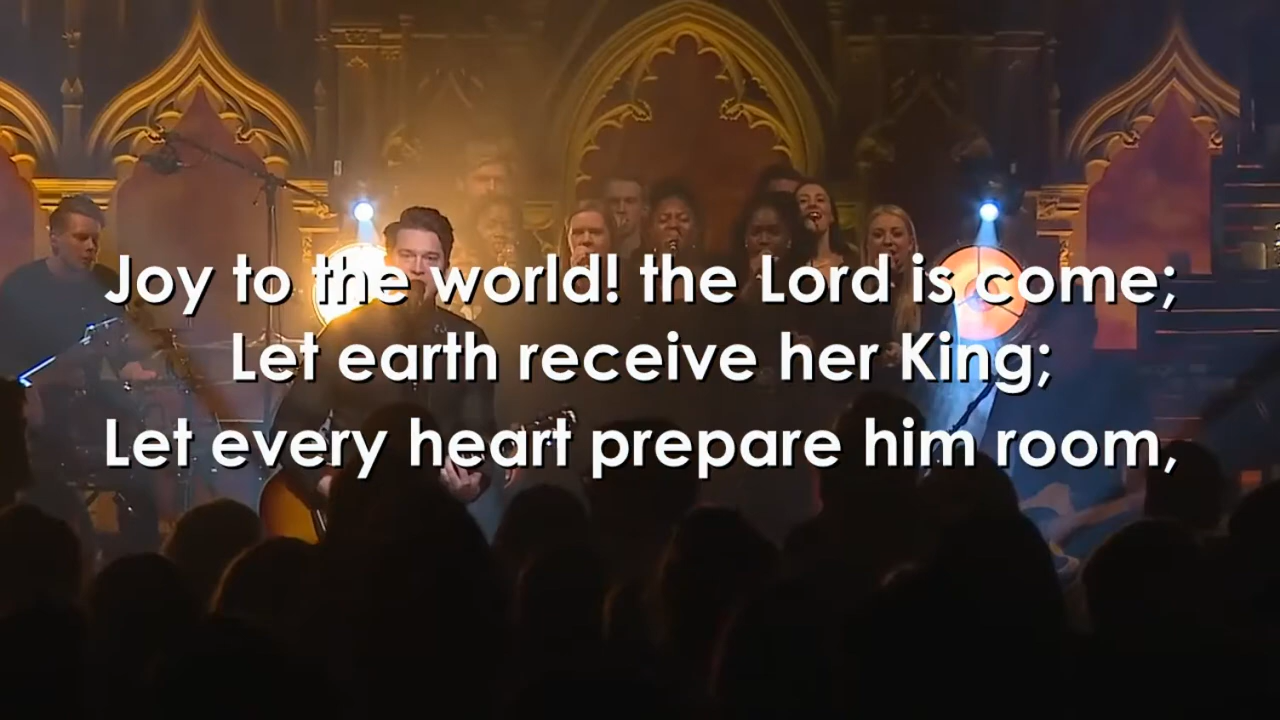 Joy to the world! the Lord is come;
Let earth receive her King;
Let every heart prepare him room,